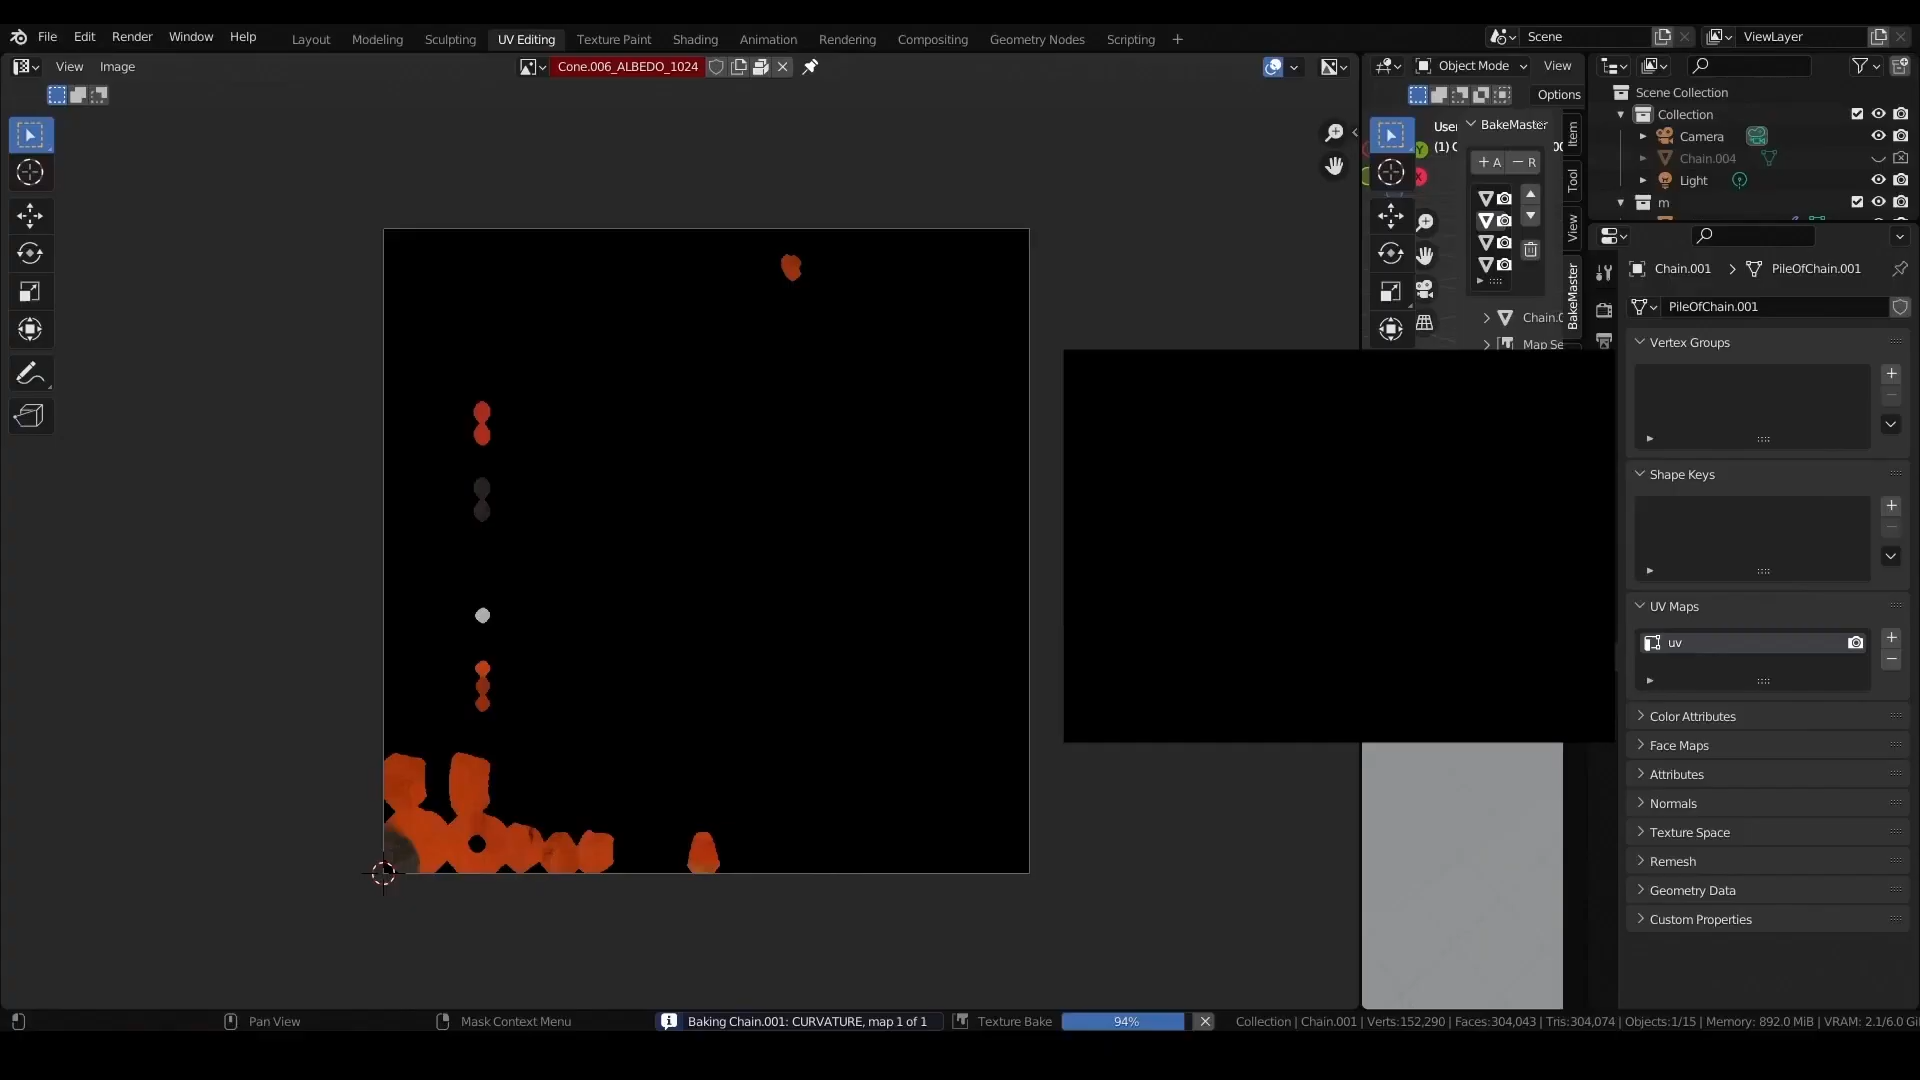 File Edit Render Window Help
Layout Modeling Sculpting UV Editing Texture Paint Shading Animation Rendering Compositing Geometry Nodes Scripting +
Scene ViewLayer
View Image
Cone.006_ALBEDO_1024
Object Mode View
Options
Scene Collection
Collection
Camera
Chain.004
Light
m
BakeMaster
+ A - R
Item
Tool
View
BakeMaster
Y
X
Chain.001 > PileOfChain.001
PileOfChain.001
Vertex Groups
Shape Keys
UV Maps
uv
Color Attributes
Face Maps
Attributes
Normals
Texture Space
Remesh
Geometry Data
Custom Properties
Pan View
Mask Context Menu
Baking Chain.001: CURVATURE, map 1 of 1
Texture Bake
94%
Collection | Chain.001 | Verts:152,290 | Faces:304,043 | Tris:304,074 | Objects:1/15 | Memory: 892.0 MiB | VRAM: 2.1/6.0 Gi